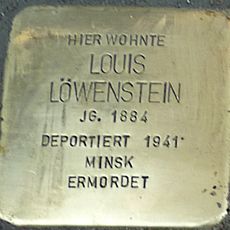 HIER WOHNTE
LOUIS
LÖWENSTEIN
JG. 1884
DEPORTIERT 1941
MINSK
ERMORDET